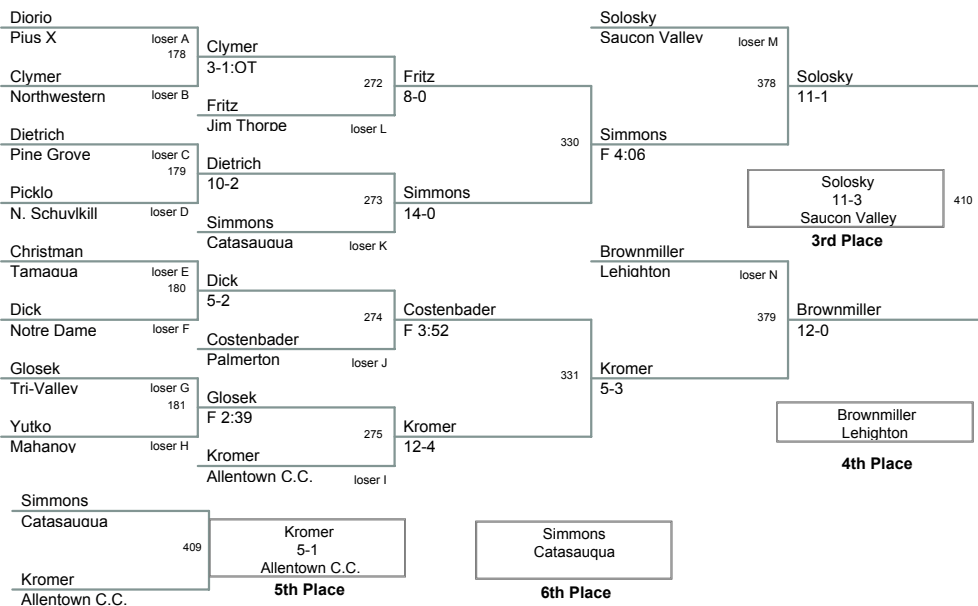 Diorio
Pius X
loser A
178
Clymer
Northwestern
loser B
Clymer
3-1:OT
272
Fritz
Jim Thorpe
loser L
Fritz
8-0
Dietrich
Pine Grove
loser C
179
Picklo
N. Schuylkill
loser D
Dietrich
10-2
273
Simmons
Catasauqua
loser K
Simmons
14-0
330
Simmons
F 4:06
Solosky
Saucon Valley
loser M
378
Solosky
11-1
Solosky
11-3
Saucon Valley
410
3rd Place
Christman
Tamaqua
loser E
180
Dick
Notre Dame
loser F
Dick
5-2
274
Costenbader
Palmerton
loser J
Costenbader
F 3:52
Glosek
Tri-Valley
loser G
181
Yutko
Mahanoy
loser H
Glosek
F 2:39
275
Kromer
Allentown C.C.
loser I
Kromer
12-4
331
Kromer
5-3
Brownmiller
Lehighton
loser N
379
Brownmiller
12-0
Brownmiller
Lehighton
4th Place
Simmons
Catasauqua
409
Kromer
Allentown C.C.
Kromer
5-1
Allentown C.C.
5th Place
Simmons
Catasauqua
6th Place